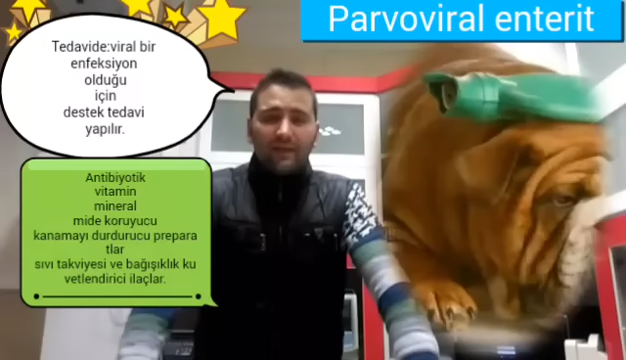 Parvoviral enterit
Tedavide:viral bir
enfeksiyon
olduğu
için
destek tedavi
yapılır.
Antibiyotik
vitamin
mineral
mide koruyucu
kanamayı durdurucu prepara
tlar
sıvı takviyesi ve bağışıklık ku
vetlendirici ilaçlar.